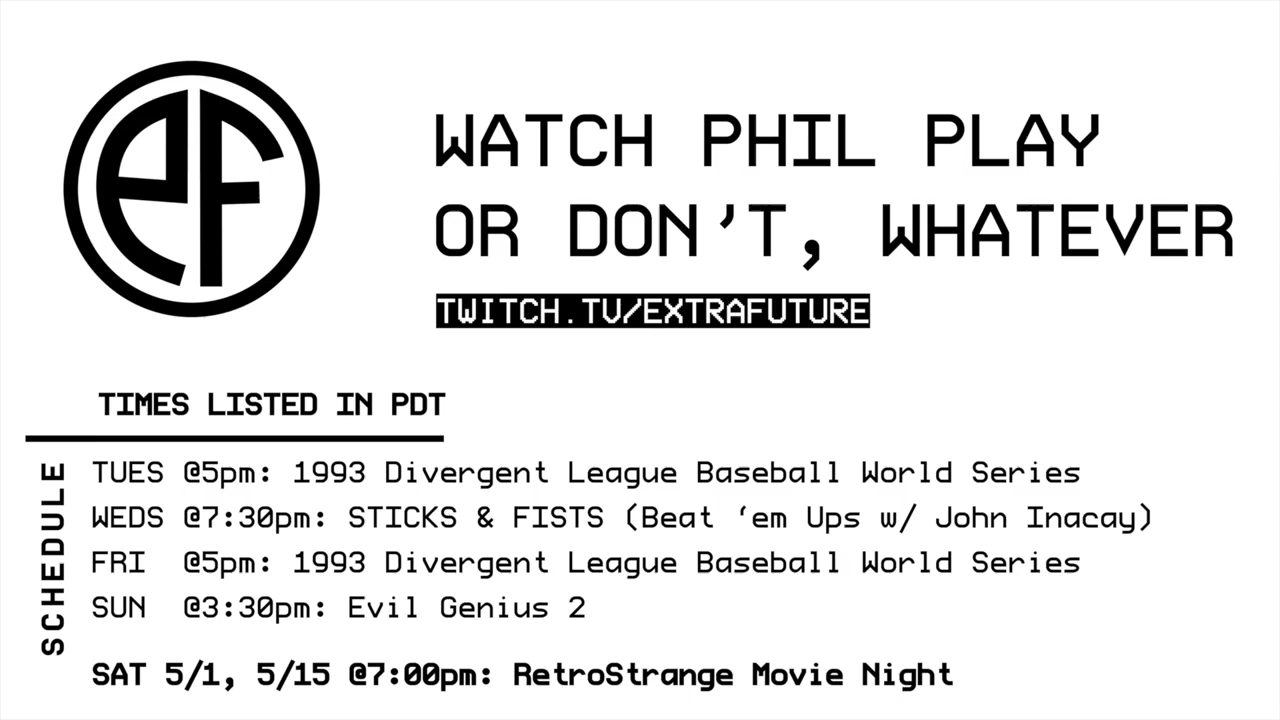 ef
WATCH PHIL PLAY
OR DON'T, WHATEVER
TWITCH.TV/EXTRAFUTURE
TIMES LISTED IN PDT
SCHEDULE
TUES @5pm: 1993 Divergent League Baseball World Series
WEDS @7:30pm: STICKS & FISTS (Beat ‘em Ups w/ John Inacay)
FRI @5pm: 1993 Divergent League Baseball World Series
SUN @3:30pm: Evil Genius 2
SAT 5/1, 5/15 @7:00pm: RetroStrange Movie Night